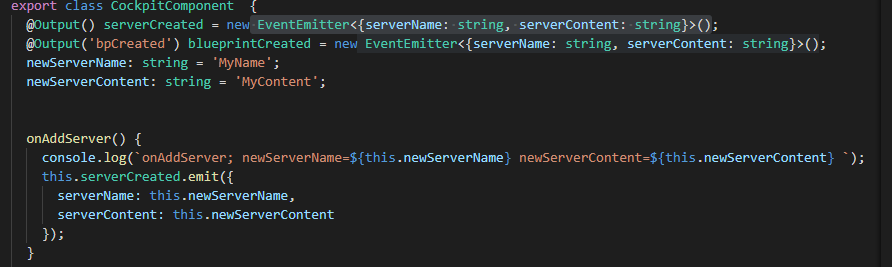 export class CockpitComponent  {
  @Output() serverCreated = new EventEmitter<{serverName: string, serverContent: string}>();
  @Output('bpCreated') blueprintCreated = new EventEmitter<{serverName: string, serverContent: string}>();
  newServerName: string = 'MyName';
  newServerContent: string = 'MyContent';
  onAddServer() {
    console.log(`onAddServer; newServerName=${this.newServerName} newServerContent=${this.newServerContent} `);
    this.serverCreated.emit({
      serverName: this.newServerName,
      serverContent: this.newServerContent
    });
  }